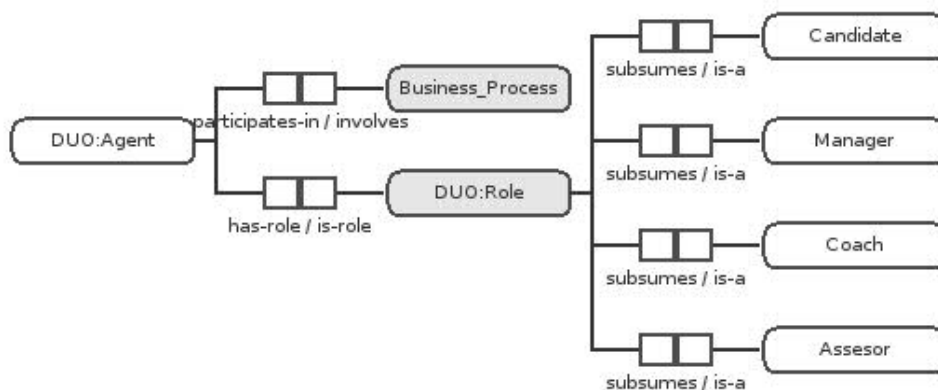 Candidate
subsumes / is-a
Business_Process
participates-in / involves
DUO:Agent
Manager
subsumes / is-a
DUO:Role
has-role / is-role
Coach
subsumes / is-a
Assesor
subsumes / is-a